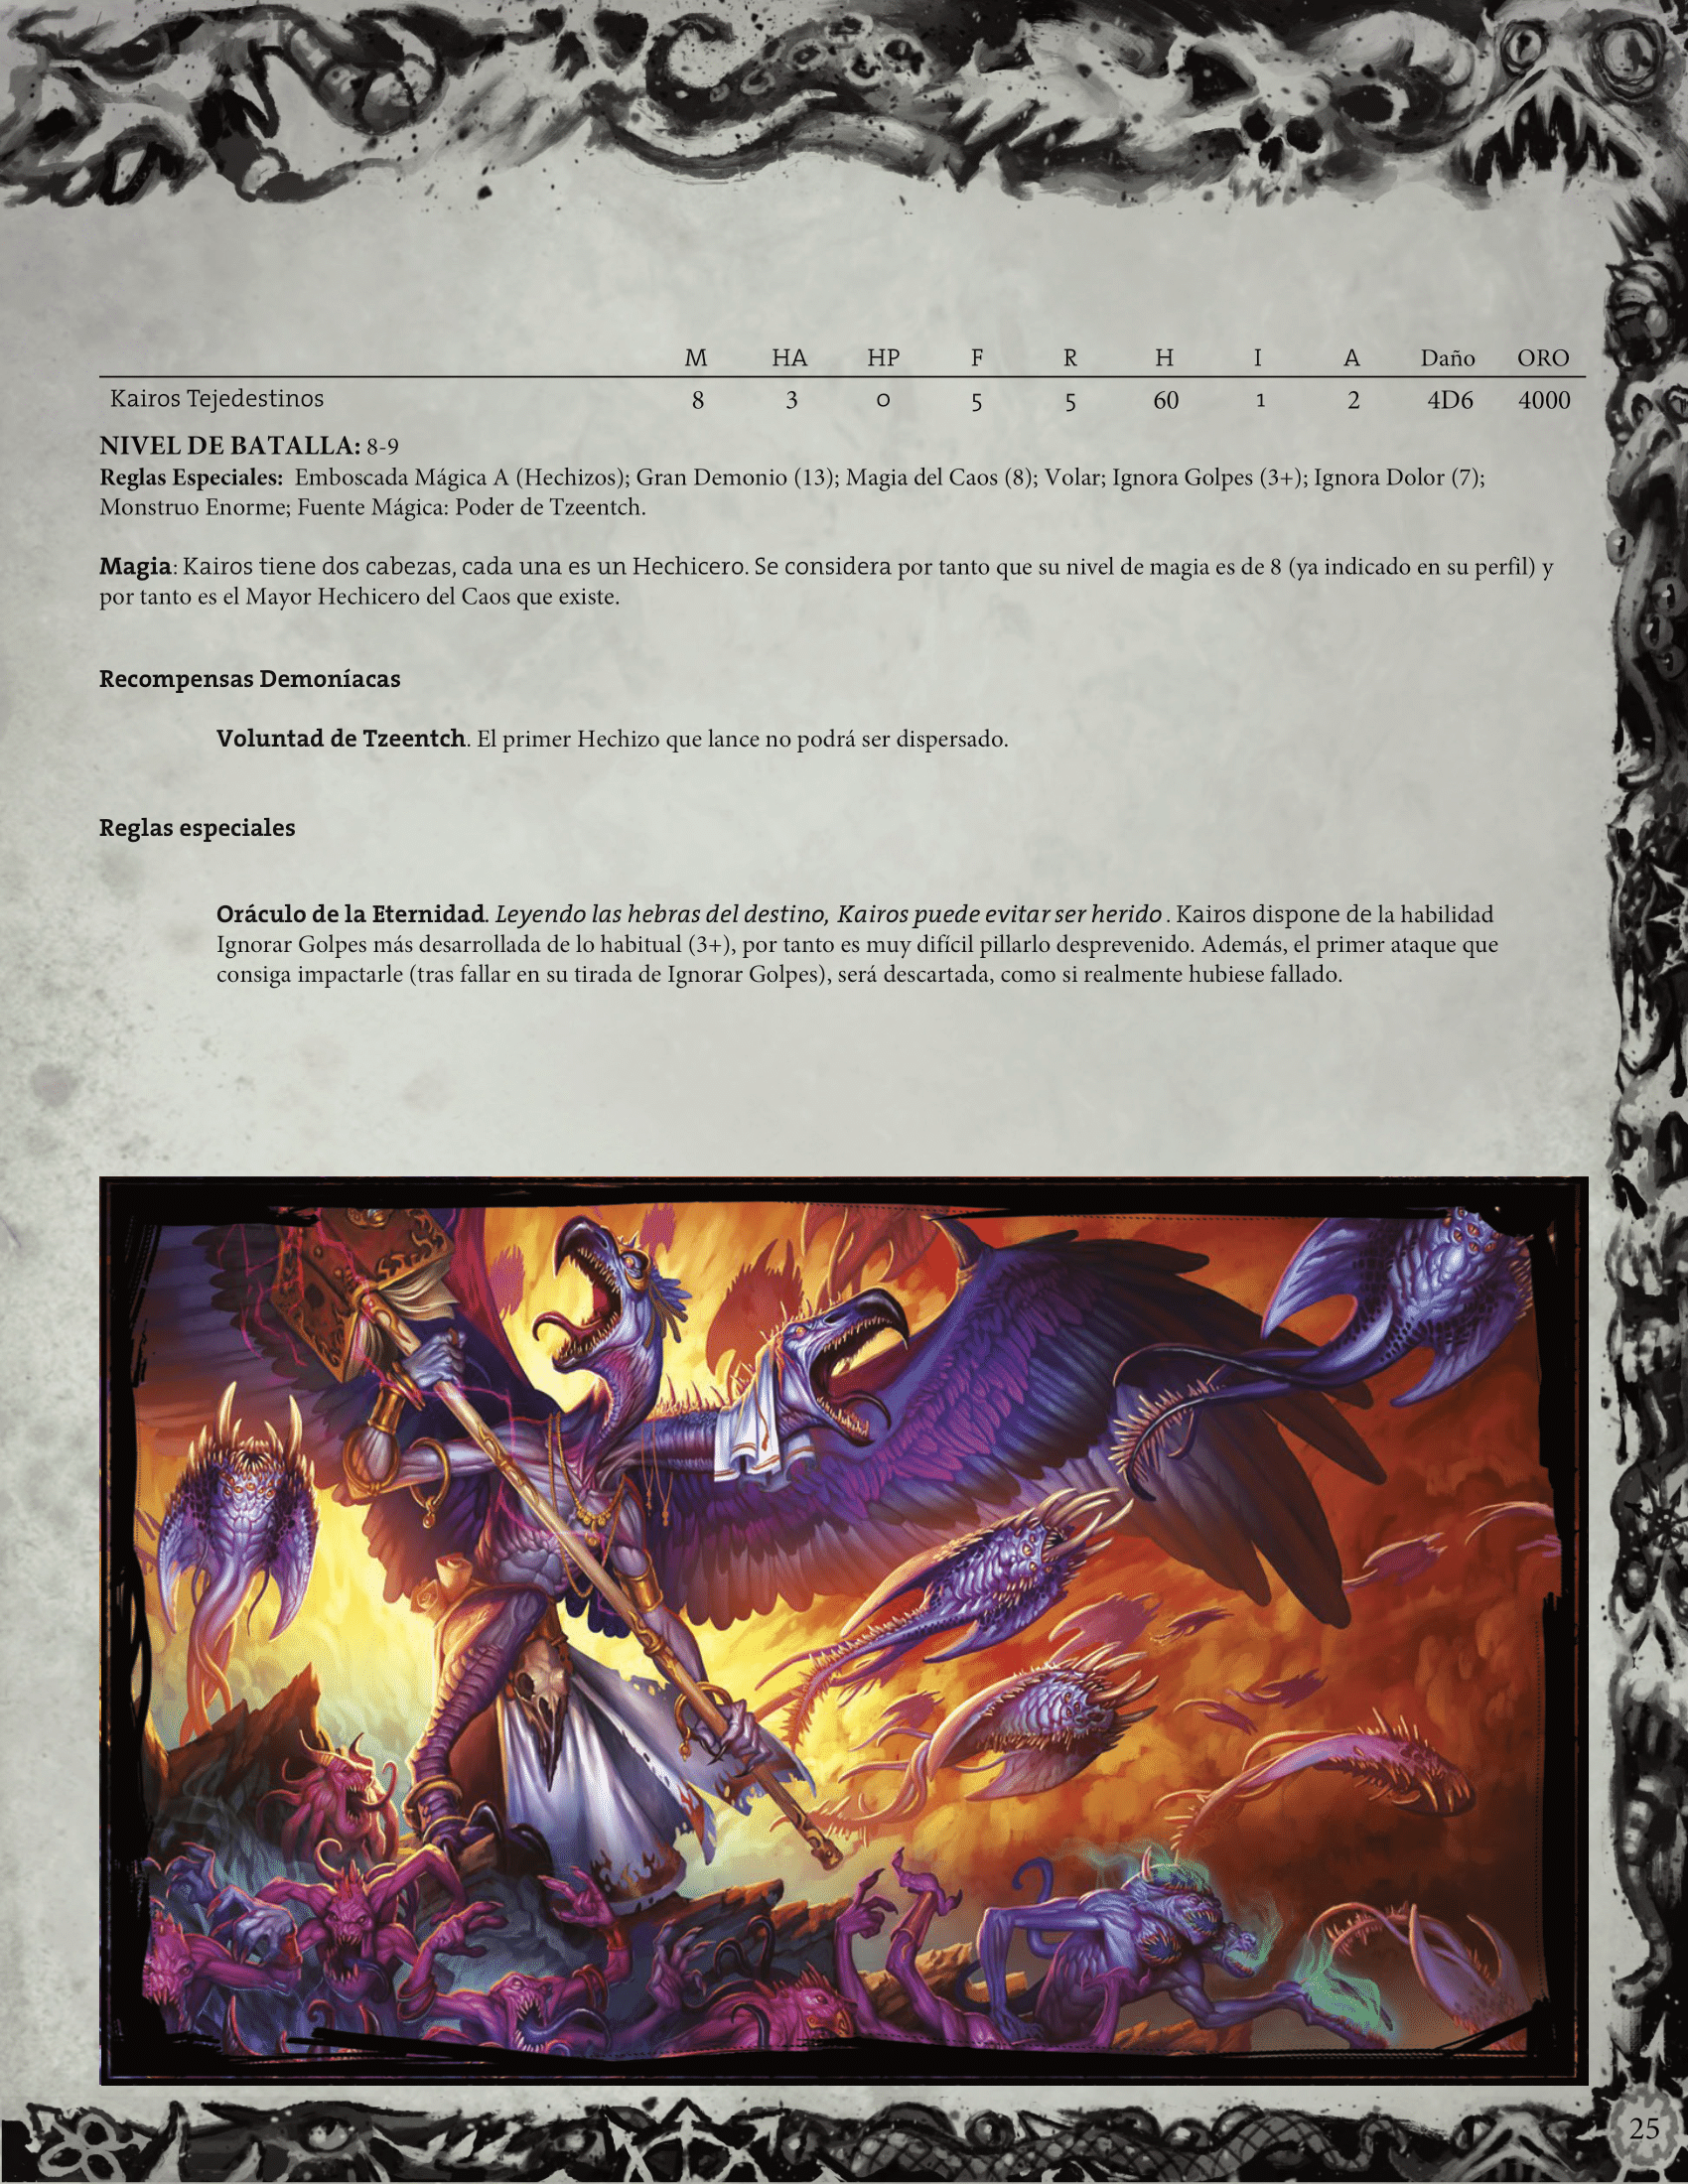 M HA HP F R H I A Daño ORO
Kairos Tejedestinos 8 3 0 5 5 60 1 2 4D6 4000
NIVEL DE BATALLA: 8-9
Reglas Especiales: Emboscada Mágica A (Hechizos); Gran Demonio (13); Magia del Caos (8); Volar; Ignora Golpes (3+); Ignora Dolor (7);
Monstruo Enorme; Fuente Mágica: Poder de Tzeentch.
Magia: Kairos tiene dos cabezas, cada una es un Hechicero. Se considera por tanto que su nivel de magia es de 8 (ya indicado en su perfil) y
por tanto es el Mayor Hechicero del Caos que existe.
Recompensas Demoníacas
Voluntad de Tzeentch. El primer Hechizo que lance no podrá ser dispersado.
Reglas especiales
Oráculo de la Eternidad. Leyendo las hebras del destino, Kairos puede evitar ser herido . Kairos dispone de la habilidad
Ignorar Golpes más desarrollada de lo habitual (3+), por tanto es muy difícil pillarlo desprevenido. Además, el primer ataque que
consiga impactarle (tras fallar en su tirada de Ignorar Golpes), será descartada, como si realmente hubiese fallado.
25